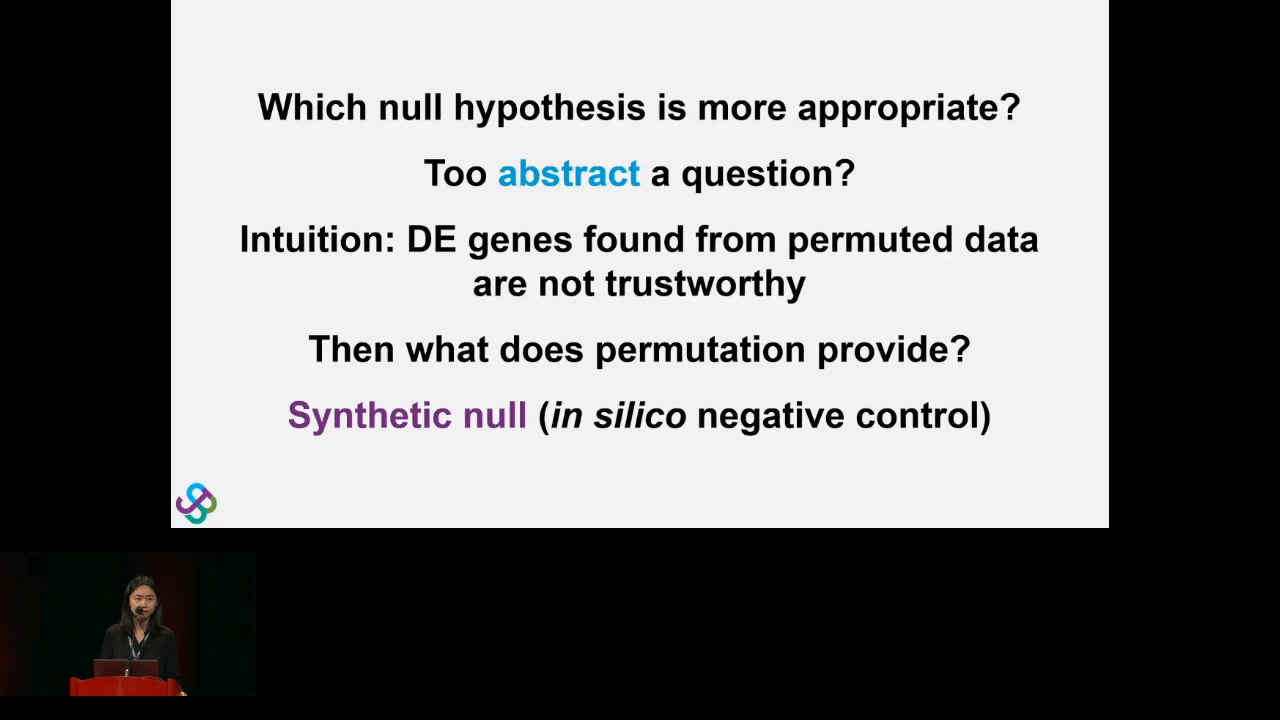 Which null hypothesis is more appropriate?
Too abstract a question?
Intuition: DE genes found from permuted data
are not trustworthy
Then what does permutation provide?
Synthetic null (in silico negative control)